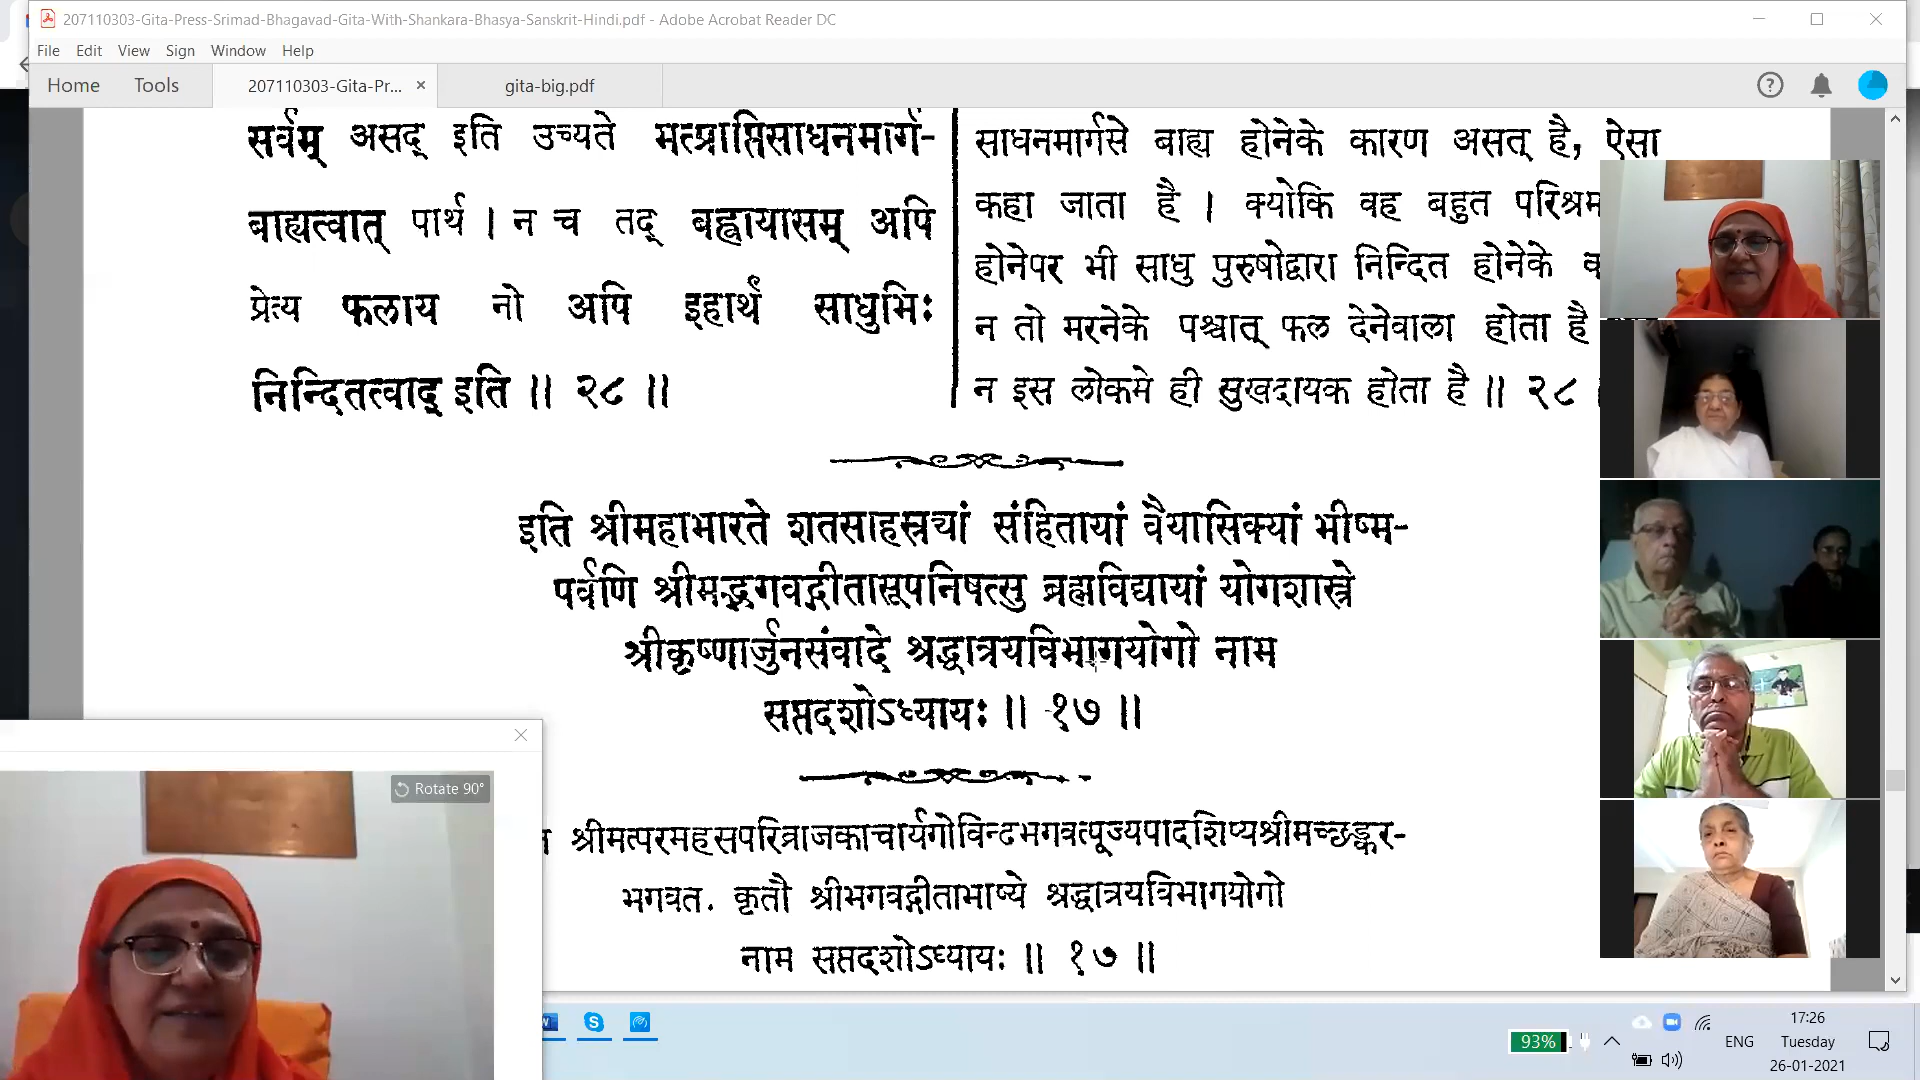 207110303-Gita-Press-Srimad-Bhagavad-Gita-With-Shankara-Bhasya-Sanskrit-Hindi.pdf - Adobe Acrobat Reader DC
File Edit View Sign Window Help
Home Tools 207110303-Gita-Pr... × gita-big.pdf
सर्वम् असद् इति उच्यते मत्प्राप्तिसाधनमार्ग-
बाह्यत्वात् पार्थ । न च तद् बह्वायासम् अपि
प्रेत्य फलाय नो अपि इहार्थं साधुभिः
निन्दितत्वाद् इति ॥ २८ ॥
साधनमार्गसे बाह्य होनेके कारण असत् है, ऐसा
कहा जाता है । क्योंकि वह बहुत परिश्रम
होनेपर भी साधु पुरुषोंद्वारा निन्दित होनेके
न तो मरनेके पश्चात् फल देनेवाला होता है
न इस लोकमे ही सुखदायक होता है ॥ २८
इति श्रीमहाभारते शतसाहस्र्यां संहितायां वैयासिक्यां भीष्म-
पर्वणि श्रीमद्भगवद्गीतासूपनिषत्सु ब्रह्मविद्यायां योगशास्त्रे
श्रीकृष्णार्जुनसंवादे श्रद्धात्रयविभागयोगो नाम
सप्तदशोऽध्यायः ॥ १७ ॥
श्रीमत्परमहसपरिव्राजकाचार्यगोविन्दभगवत्पूज्यपादशिष्यश्रीमच्छङ्कर-
भगवत. कृतौ श्रीभगवद्गीताभाष्ये श्रद्धात्रयविभागयोगो
नाम सप्तदशोऽध्यायः ॥ १७ ॥
Rotate 90°
93%
ENG
17:26
Tuesday
26-01-2021